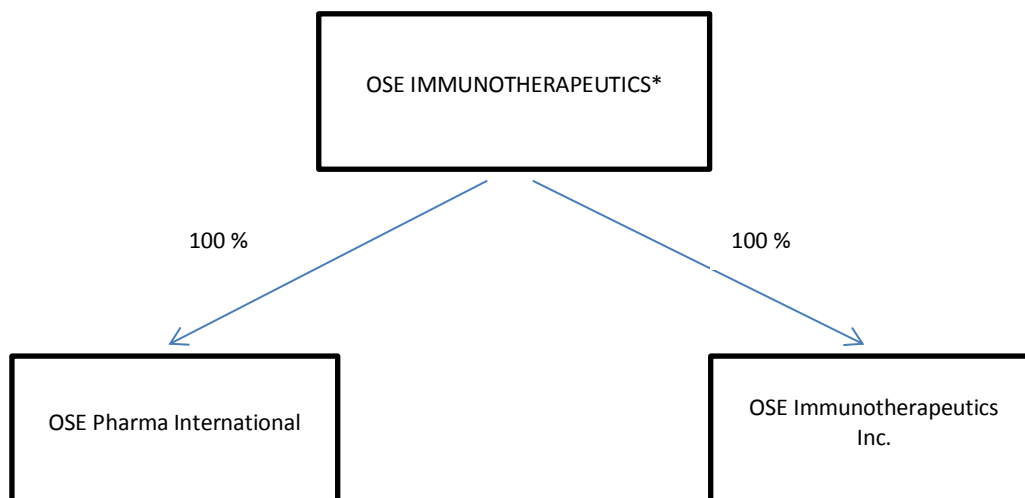 OSE IMMUNOTHERAPEUTICS*
100 %
100 %
OSE Pharma International
OSE Immunotherapeutics
Inc.